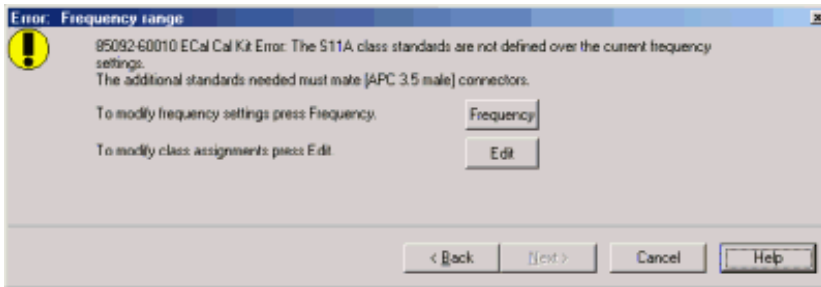 Error: Frequency range
85092-60010 ECal Cal Kit Error: The S11A class standards are not defined over the current frequency
settings.
The additional standards needed must mate [APC 3.5 male] connectors.
To modify frequency settings press Frequency.
Frequency
To modify class assignments press Edit.
Edit
< Back
Next >
Cancel
Help